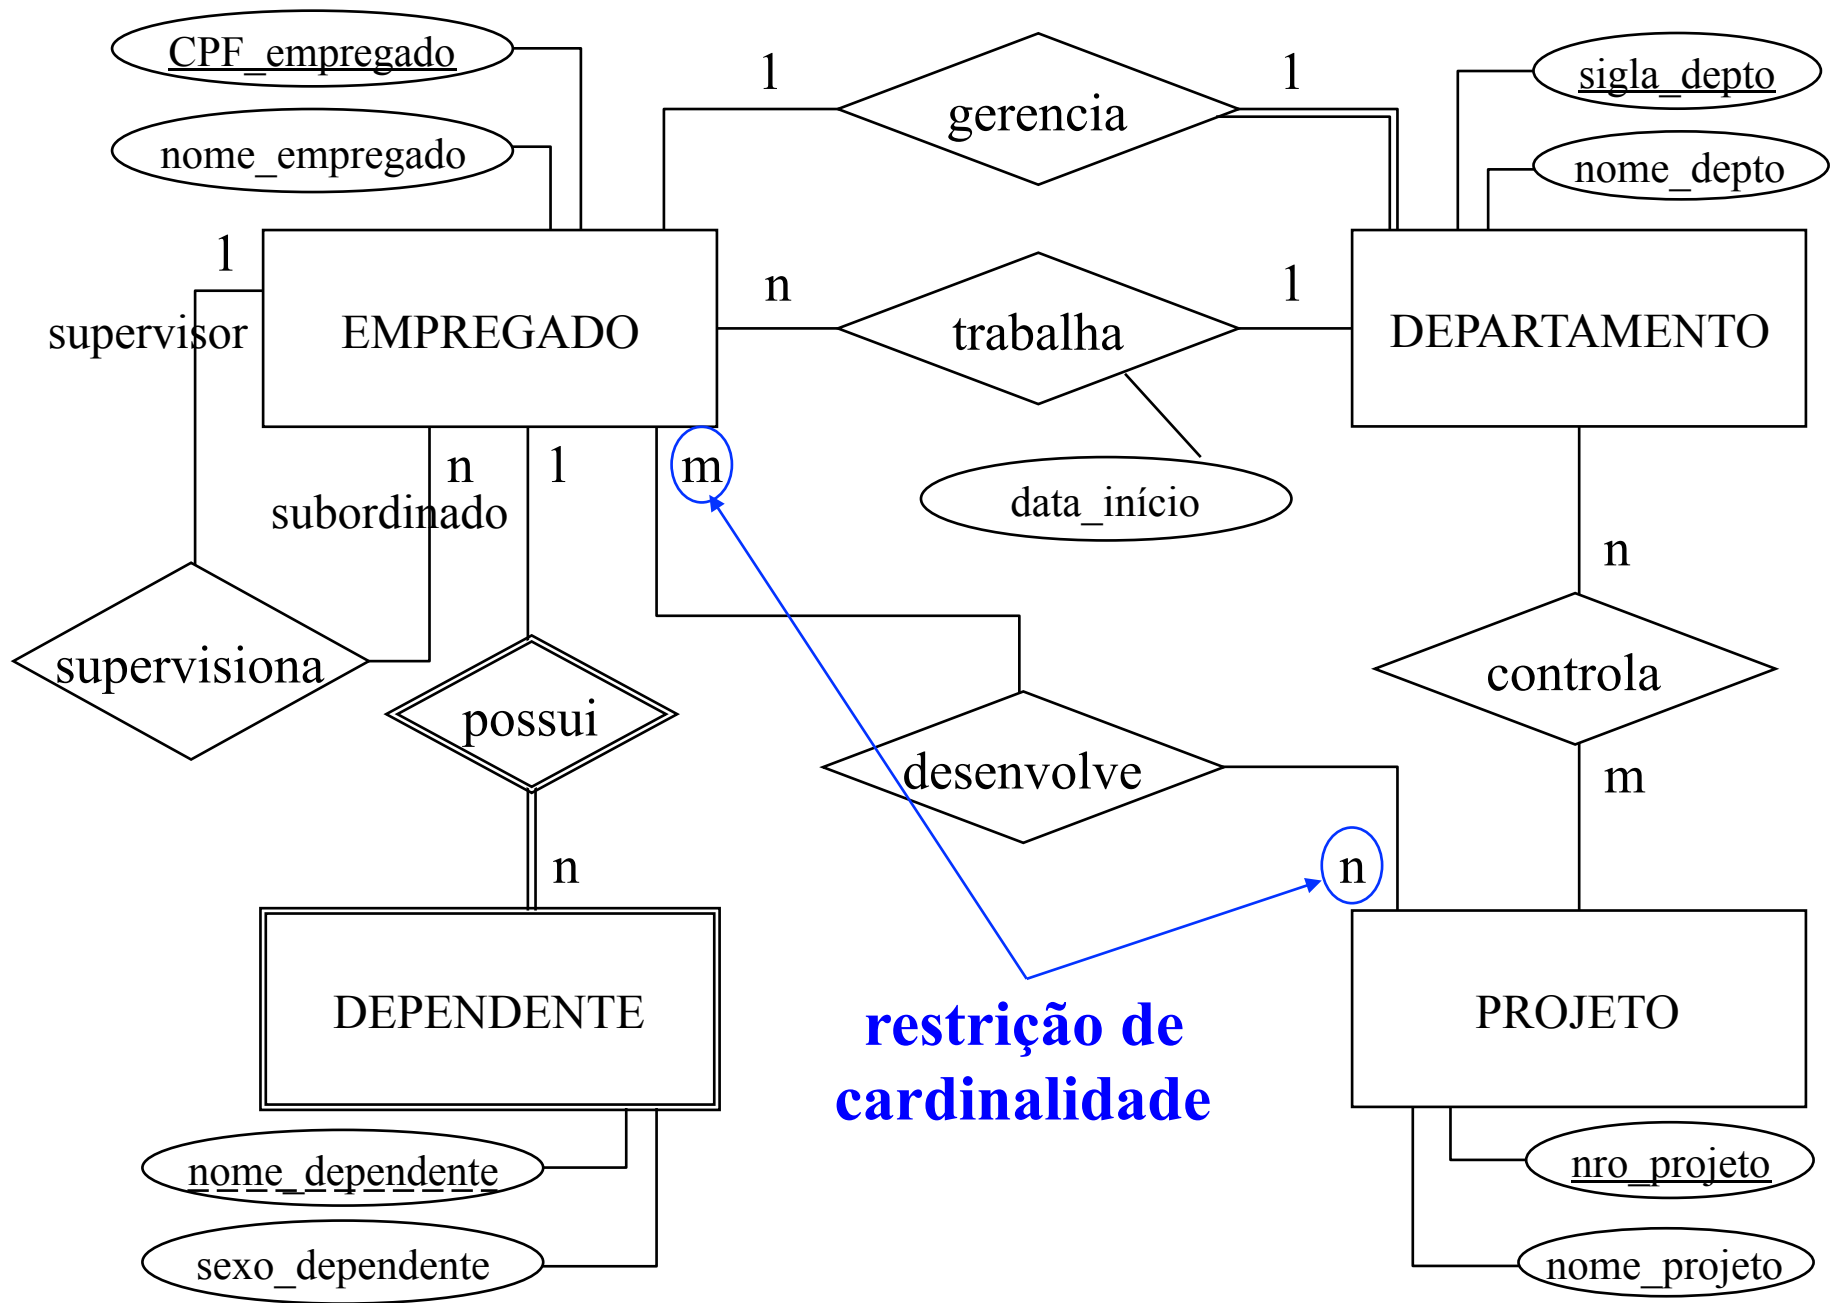 CPF_empregado
1
1
sigla_depto
gerencia
nome_empregado
nome_depto
1
n
1
supervisor
EMPREGADO
trabalha
DEPARTAMENTO
n
1
m
subordinado
data_início
n
supervisiona
possui
controla
desenvolve
m
n
n
DEPENDENTE
restrição de
cardinalidade
PROJETO
nome_dependente
nro_projeto
sexo_dependente
nome_projeto